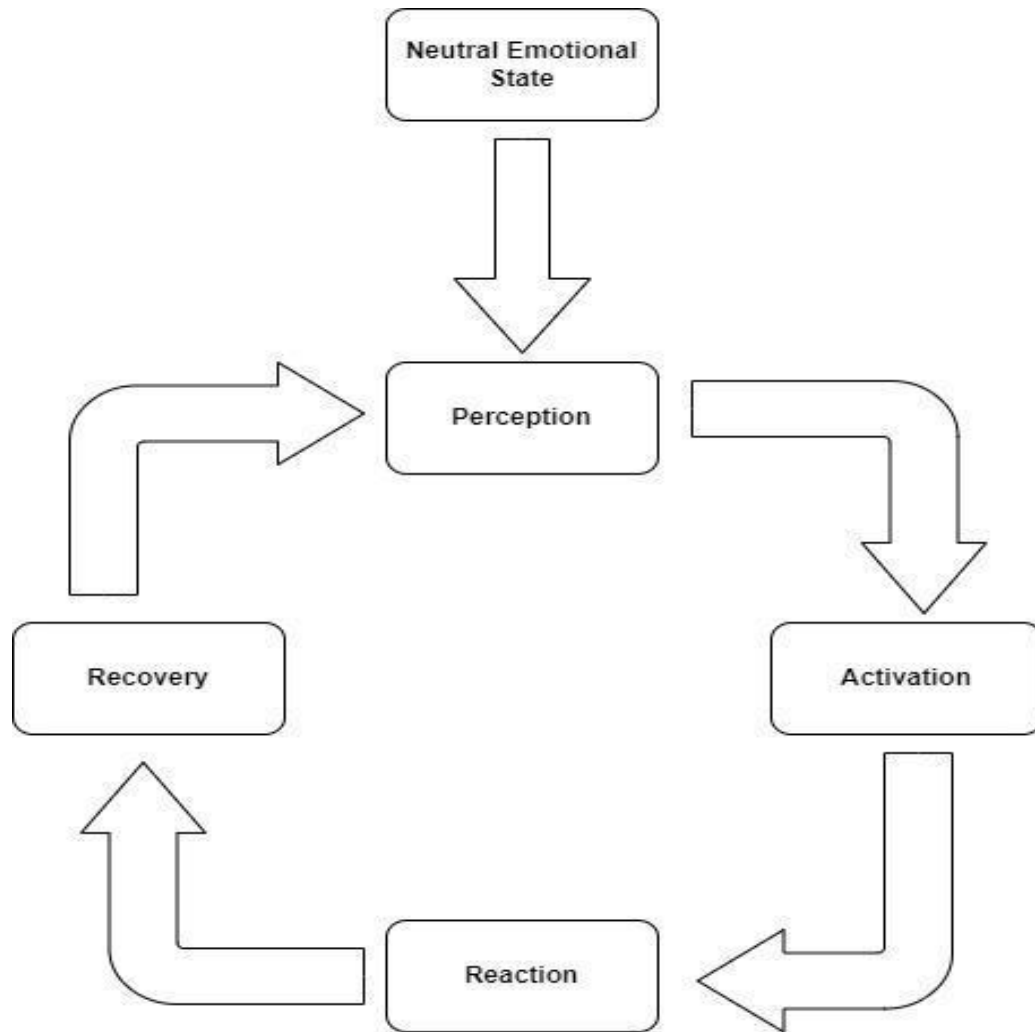 Neutral Emotional
State
Perception
Recovery
Activation
Reaction